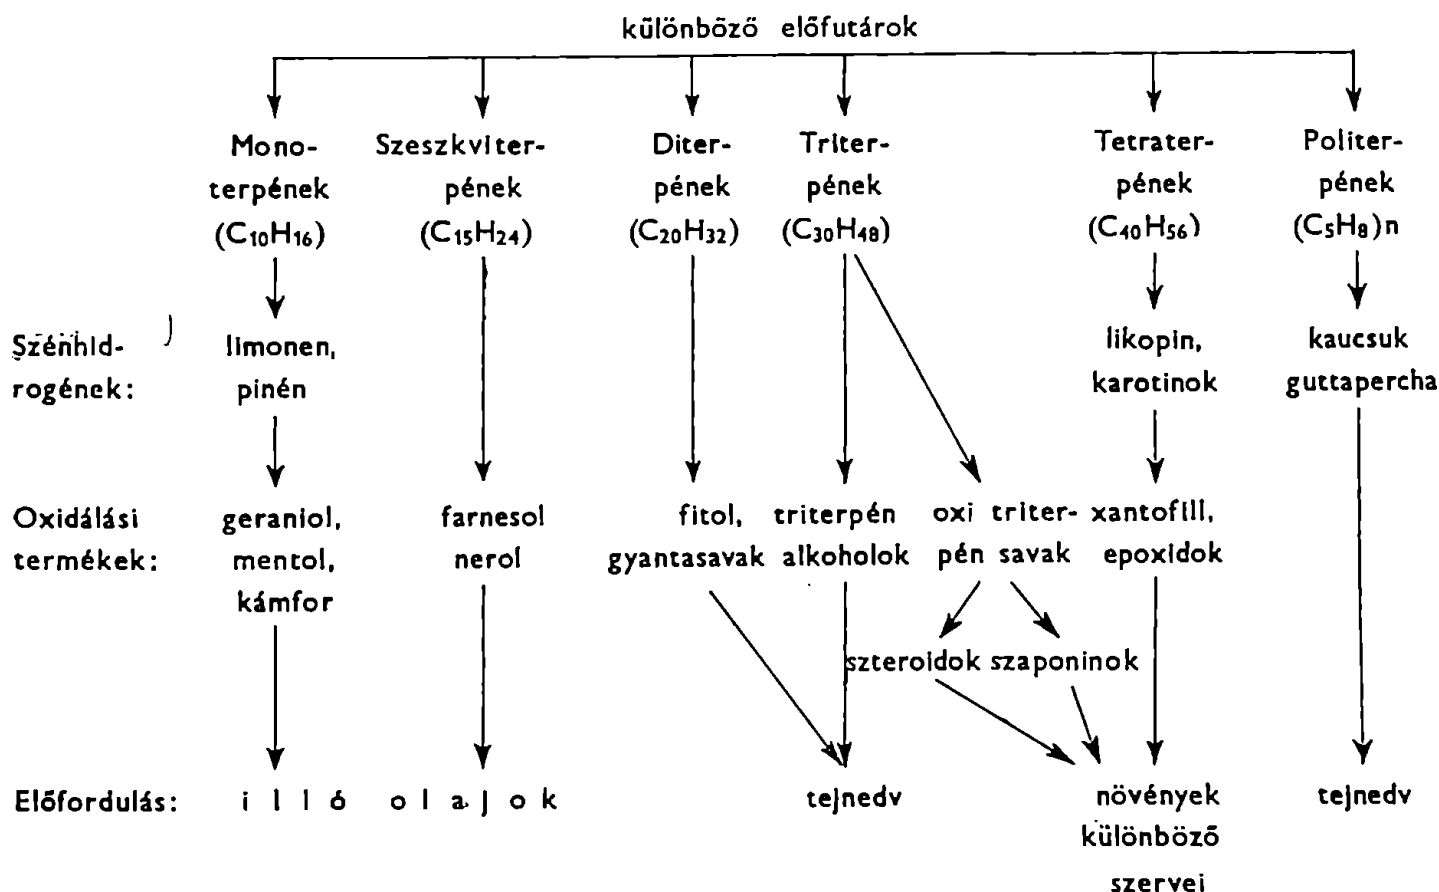 különböző előfutárok
Mono- Szeszkviter- Diter- Triter- Tetrater- Politer-
terpének pének pének pének pének pének
(C₁₀H₁₆) (C₁₅H₂₄) (C₂₀H₃₂) (C₃₀H₄₈) (C₄₀H₅₆) (C₅H₈)n
Szénhid- limonen, likopin, kaucsuk
rogének: pinén karotinok guttapercha
Oxidálási geraniol, farnesol fitol, triterpén oxi triter- xantofill,
termékek: mentol, nerol gyantasavak alkoholok pén savak epoxidok
kámfor
szteroidok szaponinok
Előfordulás: illó olajok tejnedv növények tejnedv
különböző
szervei